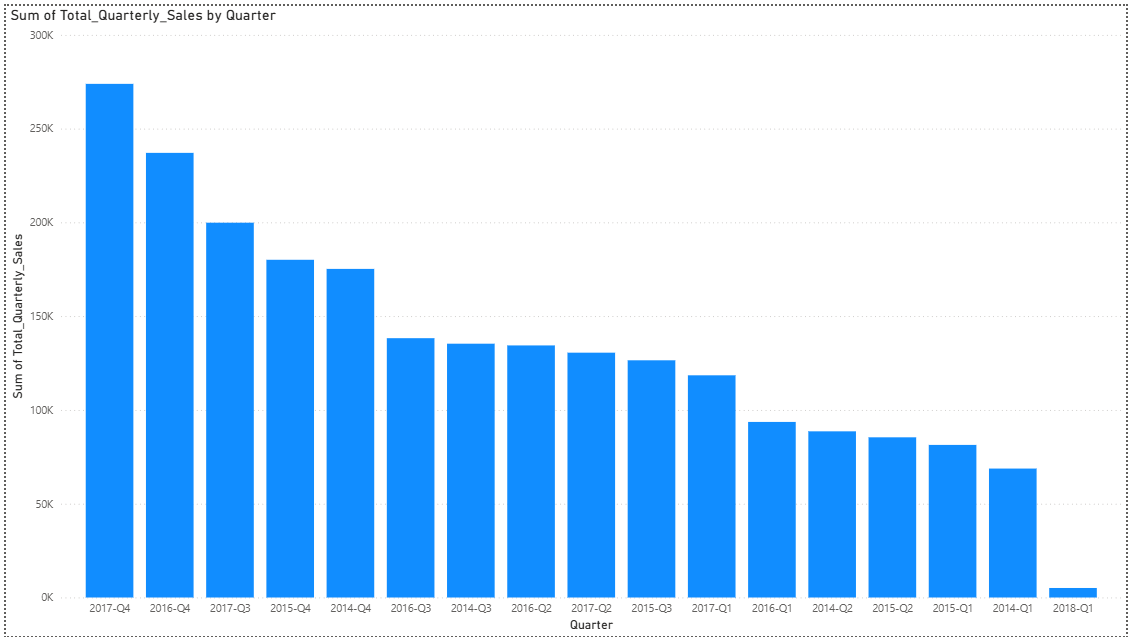 Sum of Total_Quarterly_Sales by Quarter
300K
250K
200K
150K
100K
50K
0K
Sum of Total_Quarterly_Sales
2017-Q4 2016-Q4 2017-Q3 2015-Q4 2014-Q4 2016-Q3 2014-Q3 2016-Q2 2017-Q2 2015-Q3 2017-Q1 2016-Q1 2014-Q2 2015-Q2 2015-Q1 2014-Q1 2018-Q1
Quarter